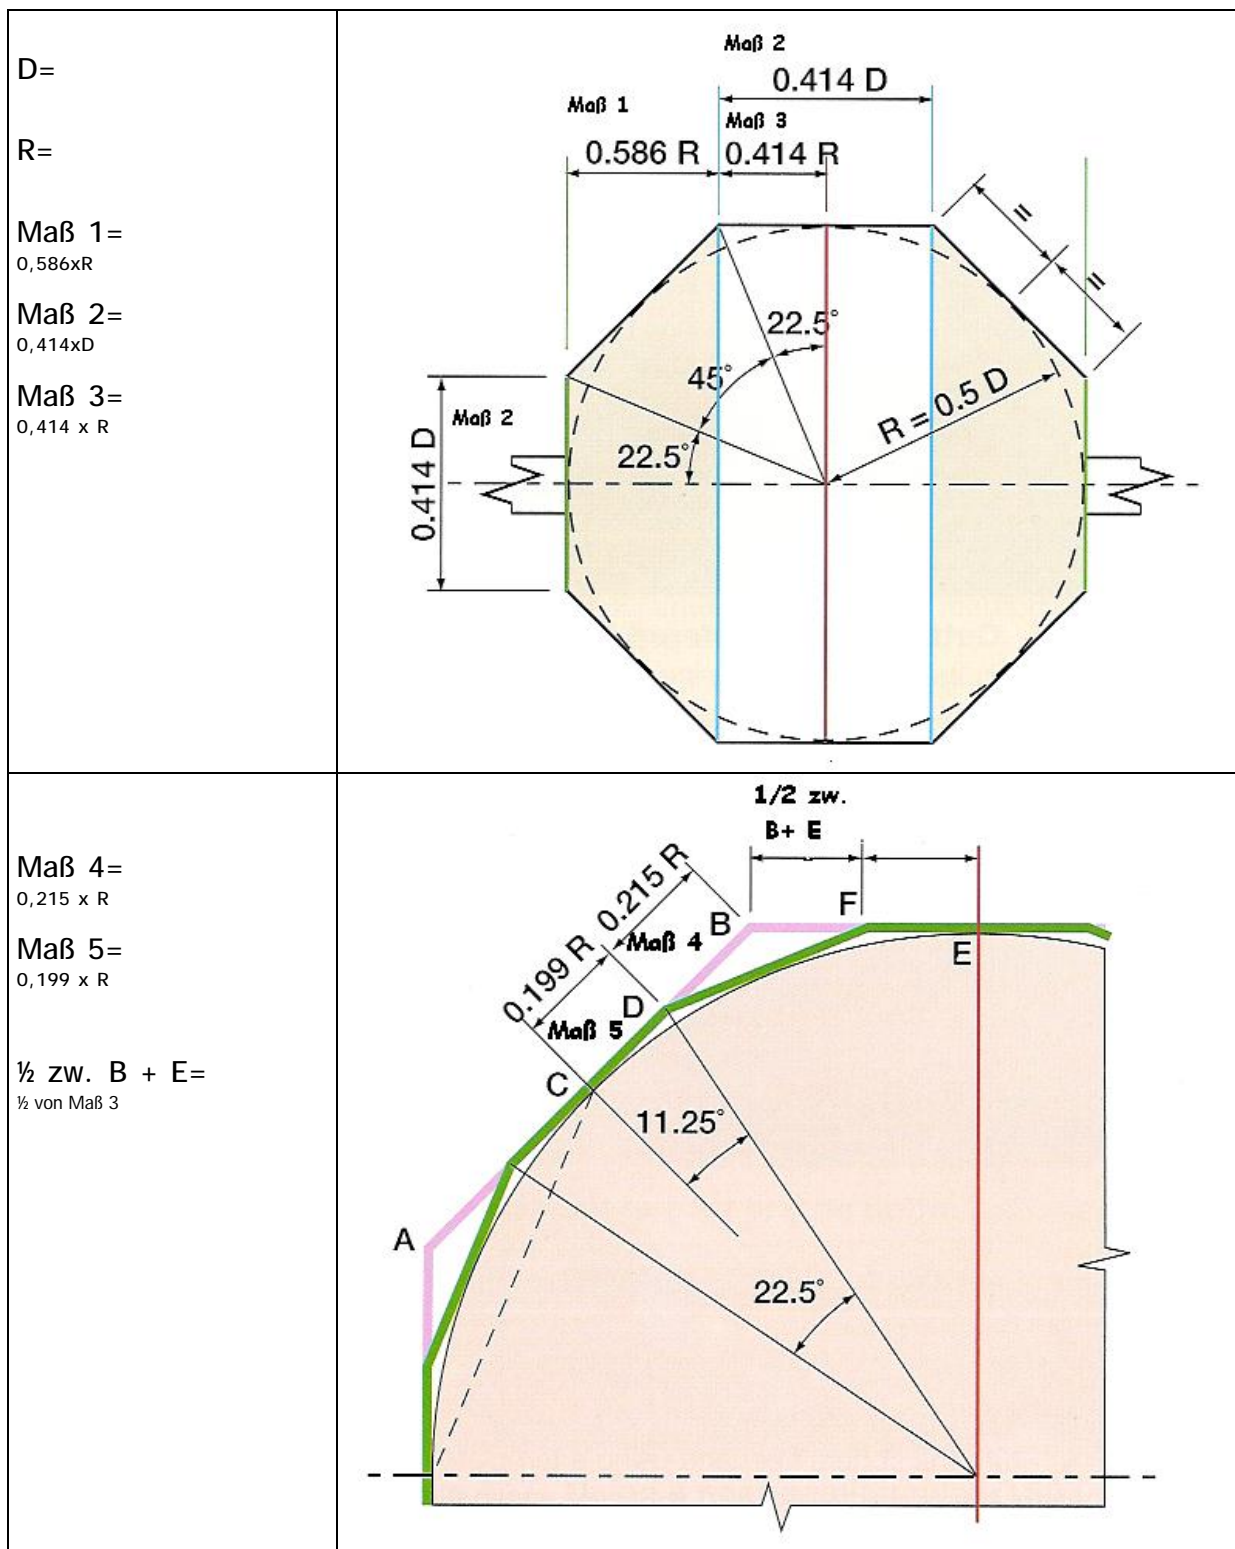 D=
R=
Maß 1=
0,586xR
Maß 2=
0,414xD
Maß 3=
0,414 x R
Maß 2
0.414 D
Maß 1
Maß 3
0.586 R
0.414 R
=
=
22.5°
45°
R = 0.5 D
Maß 2
22.5°
0.414 D
Maß 4=
0,215 x R
Maß 5=
0,199 x R
½ zw. B + E=
½ von Maß 3
1/2 zw.
B+ E
0.215 R
B
F
Maß 4
0.199 R
E
D
Maß 5
C
11.25°
A
22.5°